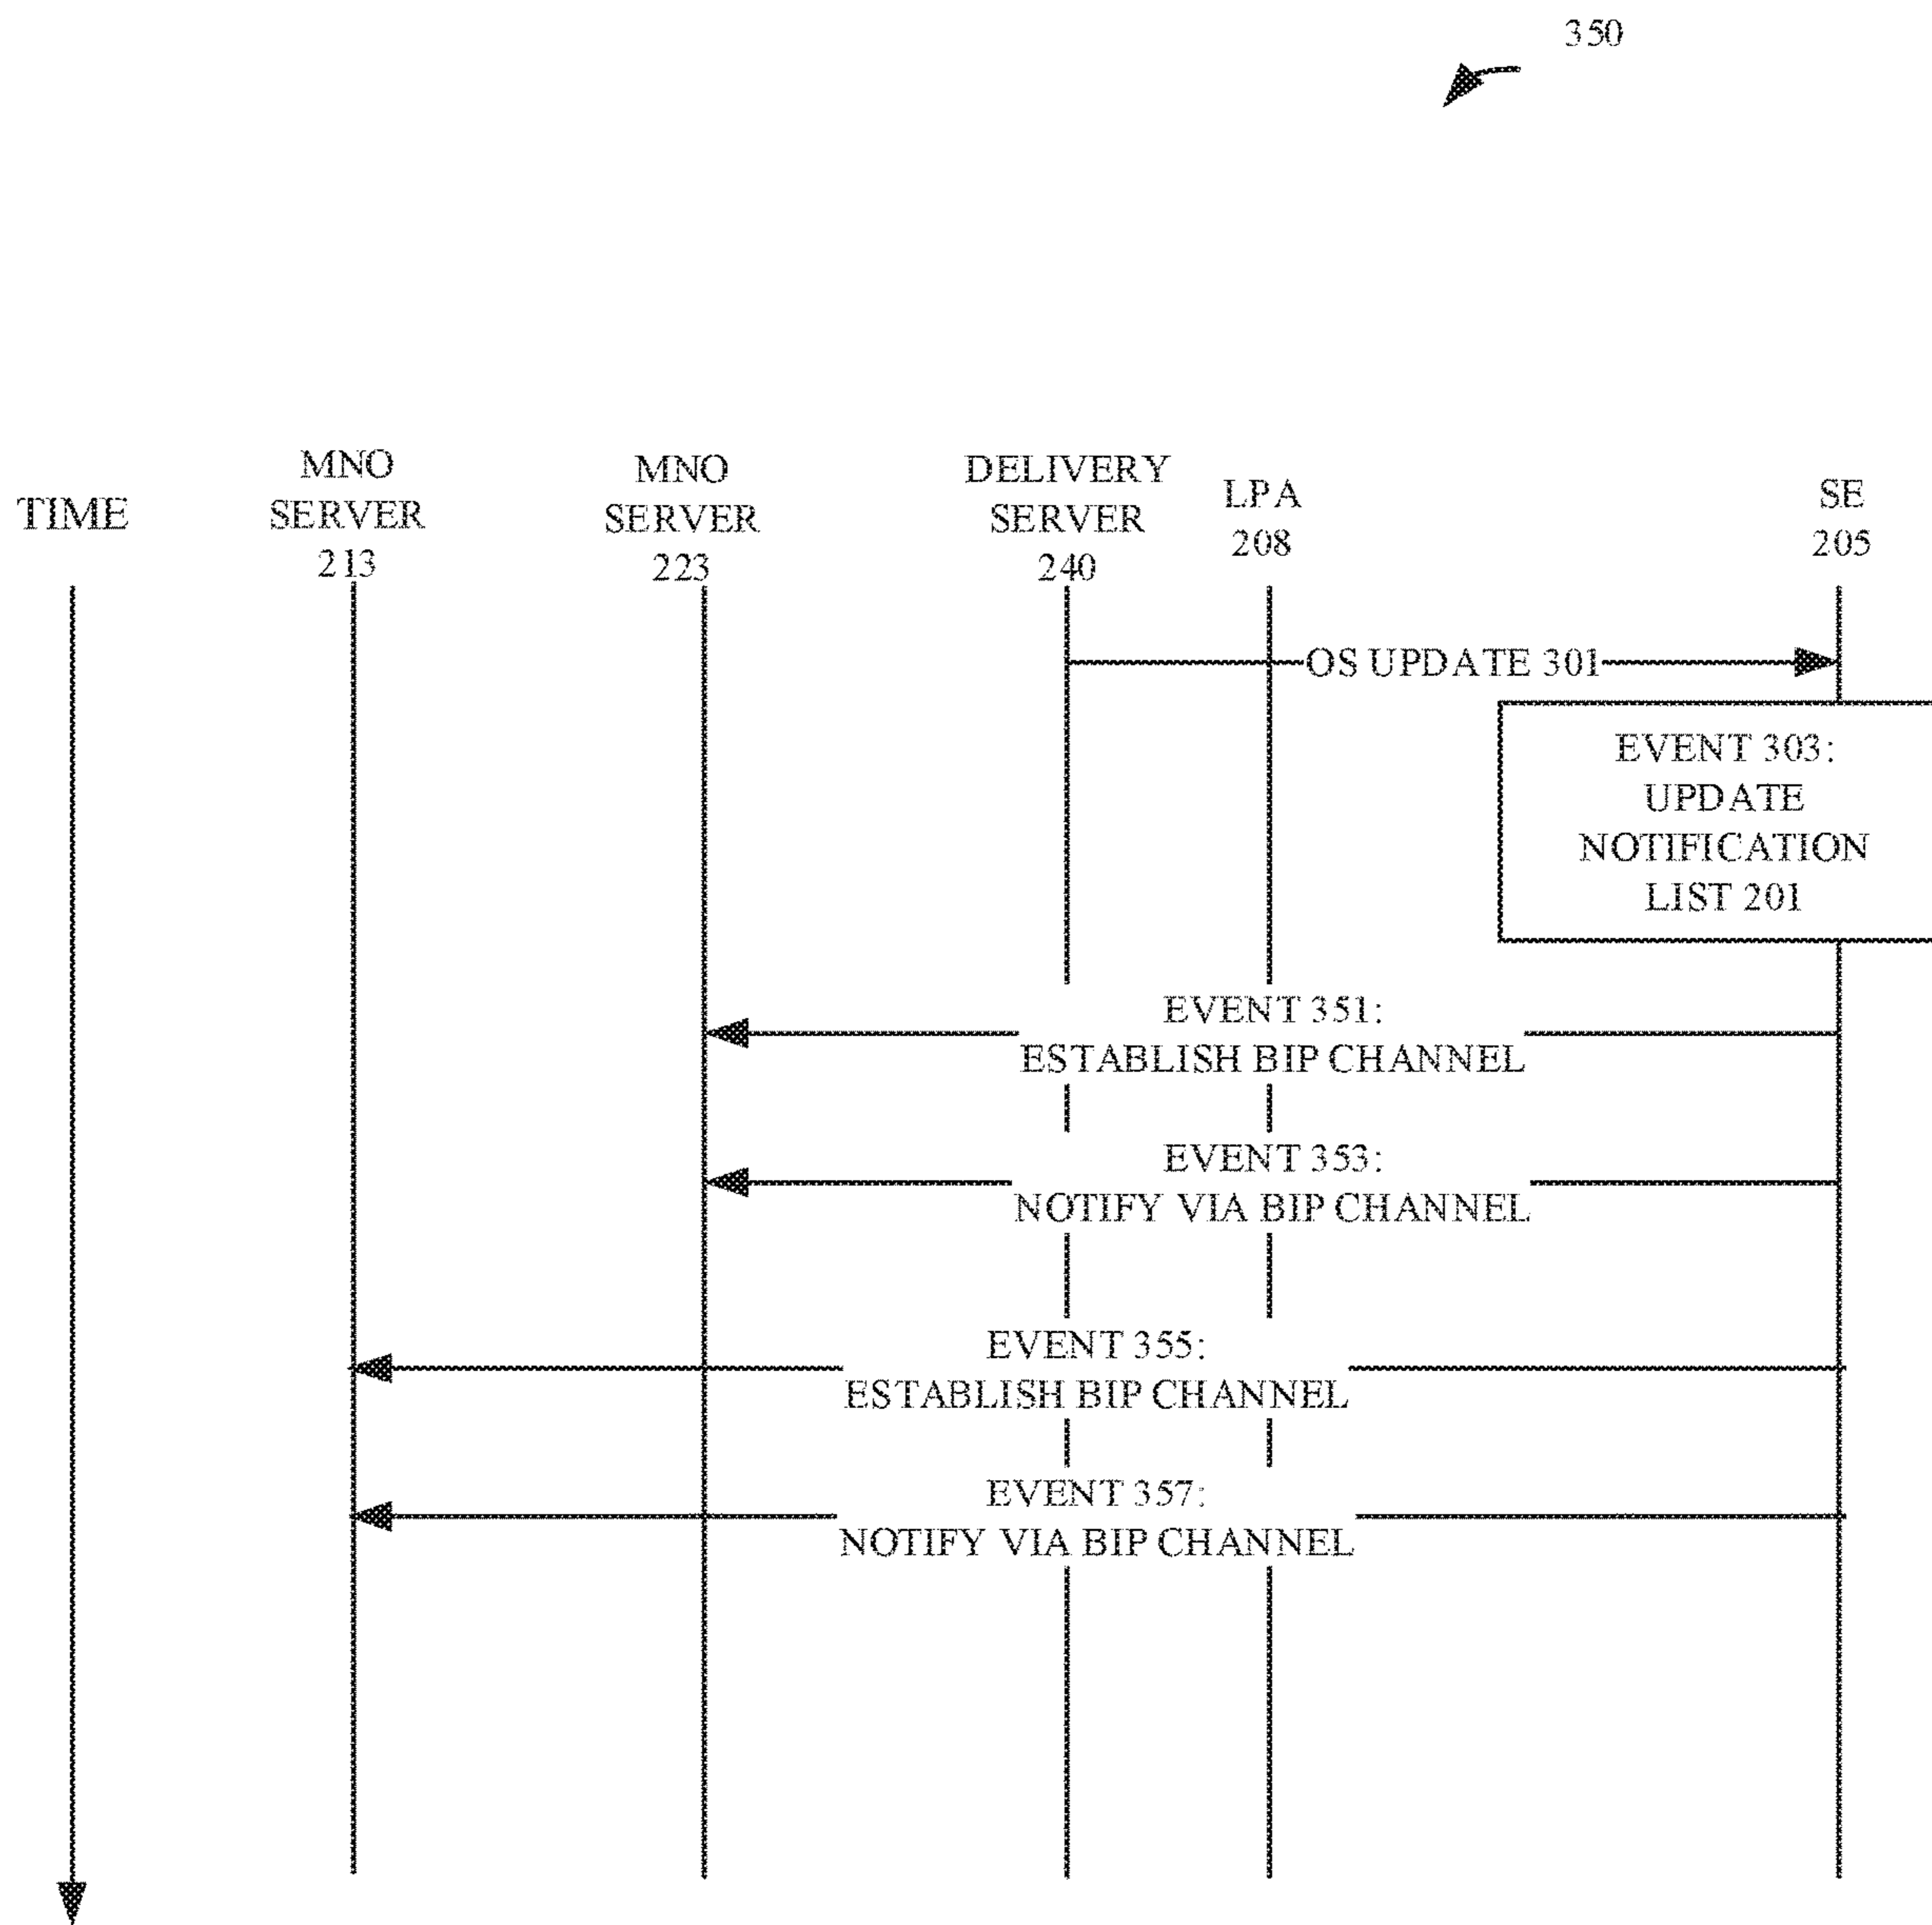 350
TIME
MNO
SERVER
213
MNO
SERVER
223
DELIVERY
SERVER
240
LPA
208
SE
205
OS UPDATE 301
EVENT 303:
UPDATE
NOTIFICATION
LIST 201
EVENT 351:
ESTABLISH BIP CHANNEL
EVENT 353:
NOTIFY VIA BIP CHANNEL
EVENT 355:
ESTABLISH BIP CHANNEL
EVENT 357:
NOTIFY VIA BIP CHANNEL